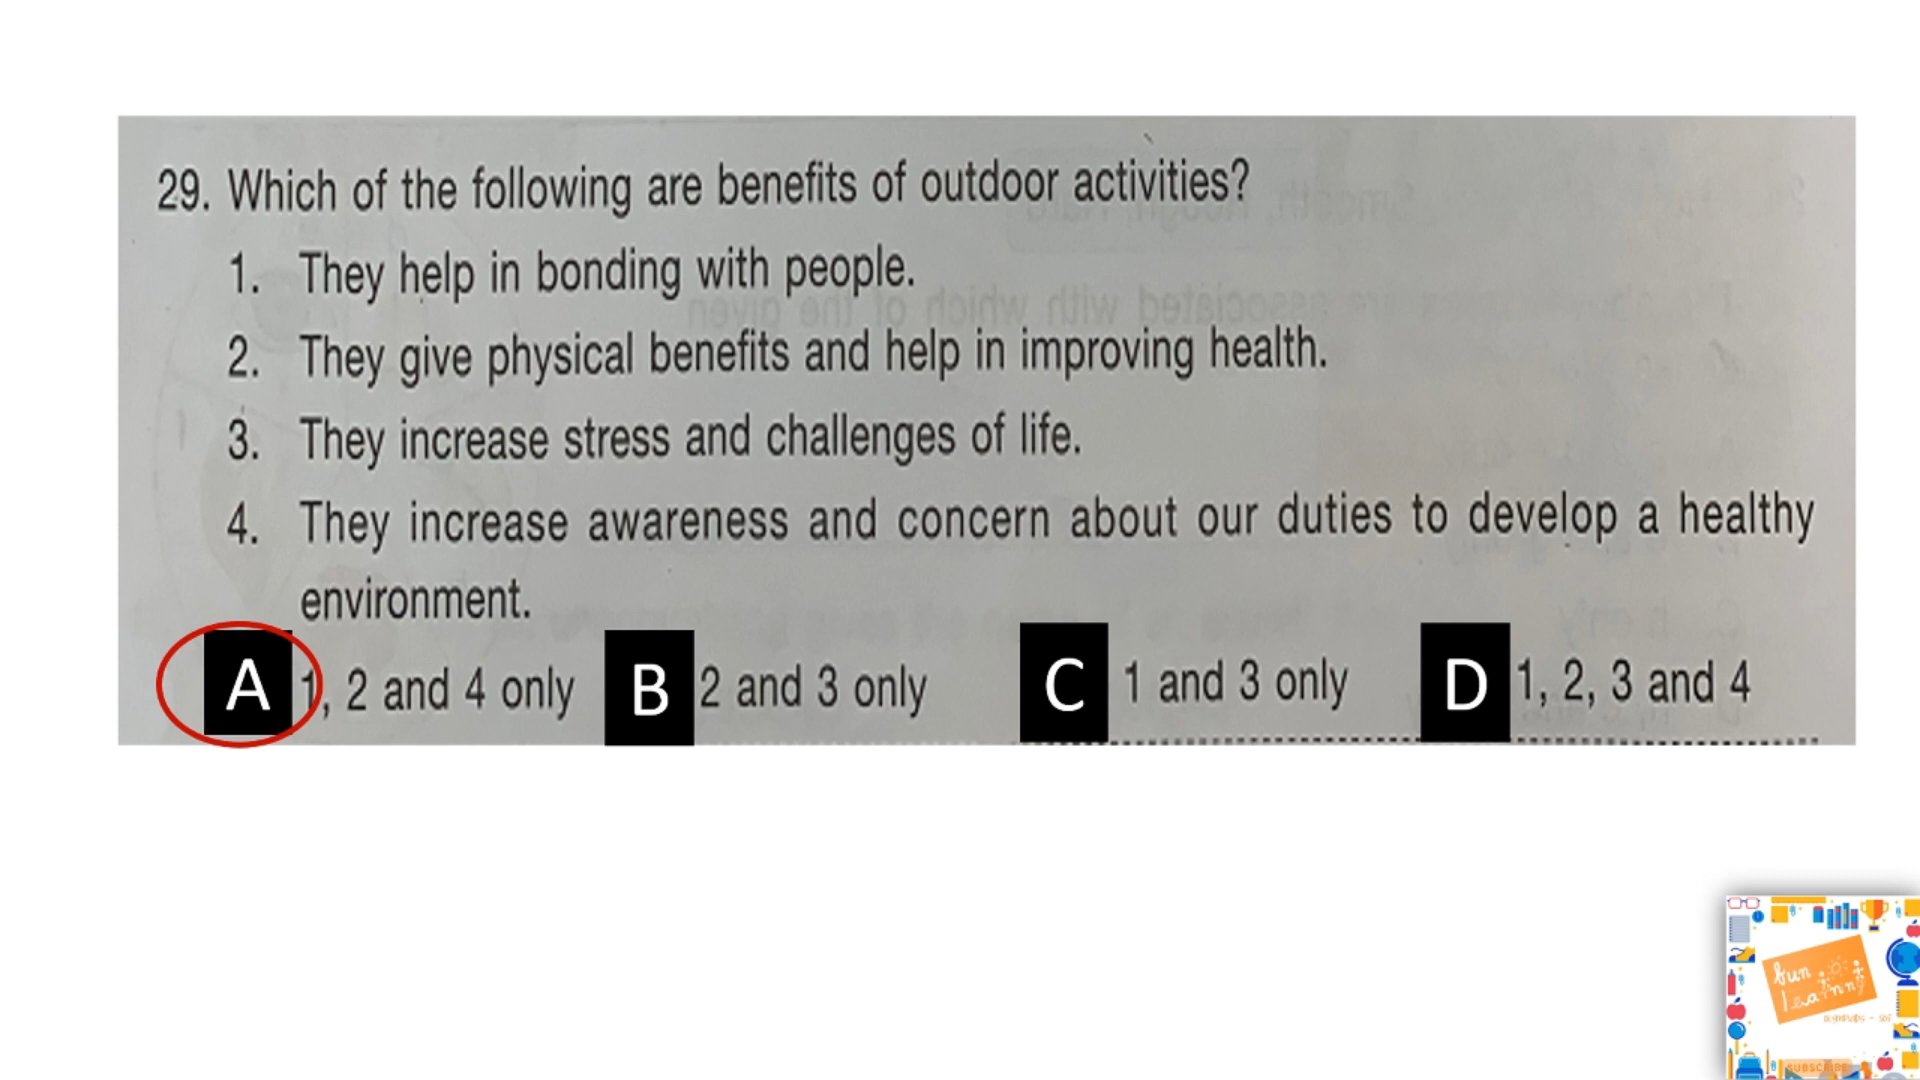 29. Which of the following are benefits of outdoor activities?
1. They help in bonding with people.
2. They give physical benefits and help in improving health.
3. They increase stress and challenges of life.
4. They increase awareness and concern about our duties to develop a healthy
environment.
A 1, 2 and 4 only B 2 and 3 only C 1 and 3 only D 1, 2, 3 and 4
bun
learnn
SUBSCRIBE